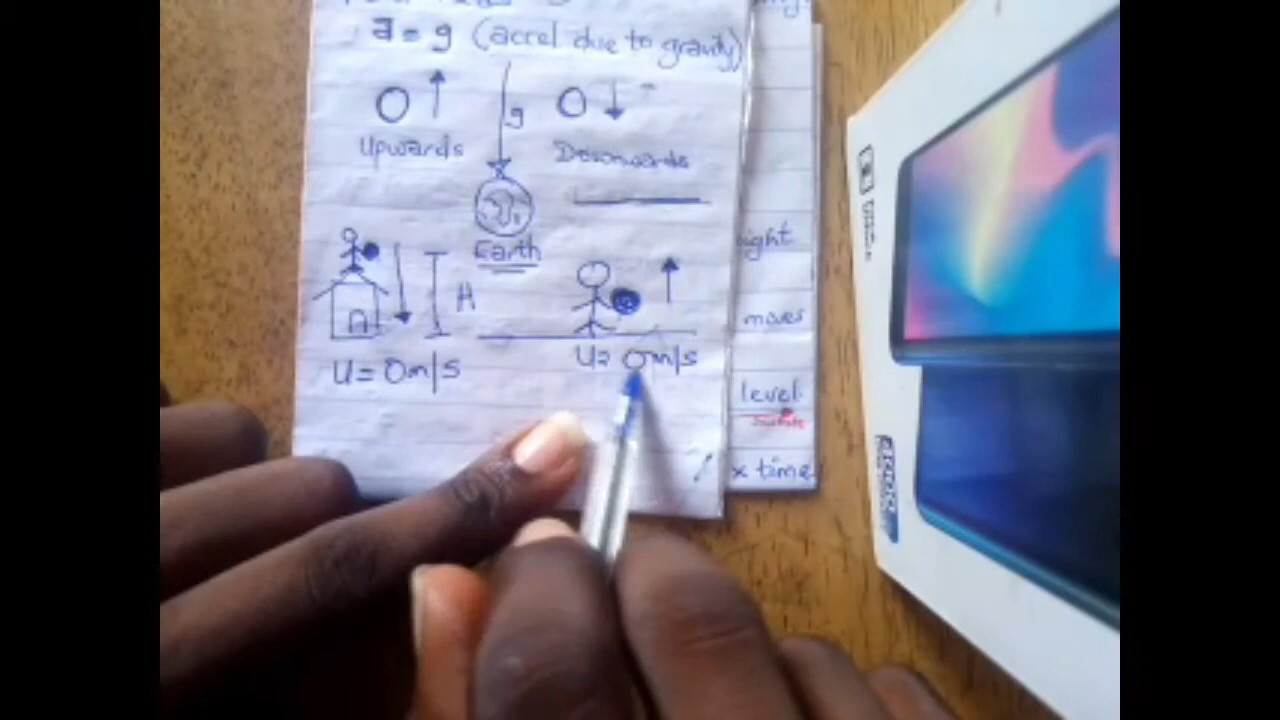 a = g (accel due to gravity)
g
Upwards
Downwards
Earth
H
U = 0m/s
U= 0m/s
ight
moves
level
x time